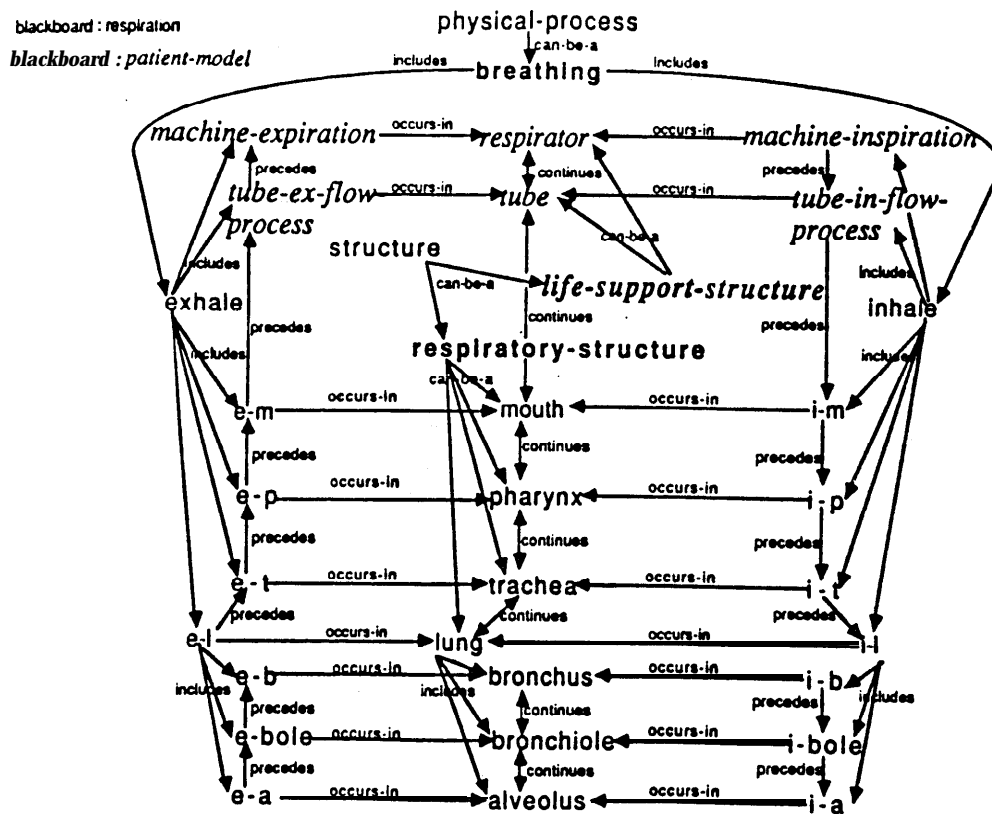 physical-process
blackboard : respiration
can-be-a
blackboard : patient-model
includes
breathing
includes
machine-expiration
occurs-in
respirator
occurs-in
machine-inspiration
precedes
continues
precedes
tube-ex-flow-
process
occurs-in
tube
occurs-in
tube-in-flow-
process
structure
can-be-a
includes
can-be-a
life-support-structure
includes
exhale
inhale
precedes
continues
precedes
includes
respiratory-structure
includes
can-be-a
e-m
occurs-in
mouth
occurs-in
i-m
precedes
continues
precedes
e-p
occurs-in
pharynx
occurs-in
i-p
precedes
continues
precedes
e-t
occurs-in
trachea
occurs-in
i-t
precedes
continues
precedes
e-l
occurs-in
lung
occurs-in
i-l
e-b
occurs-in
bronchus
occurs-in
i-b
includes
includes
includes
precedes
continues
precedes
e-bole
occurs-in
bronchiole
occurs-in
i-bole
precedes
continues
precedes
e-a
occurs-in
alveolus
occurs-in
i-a